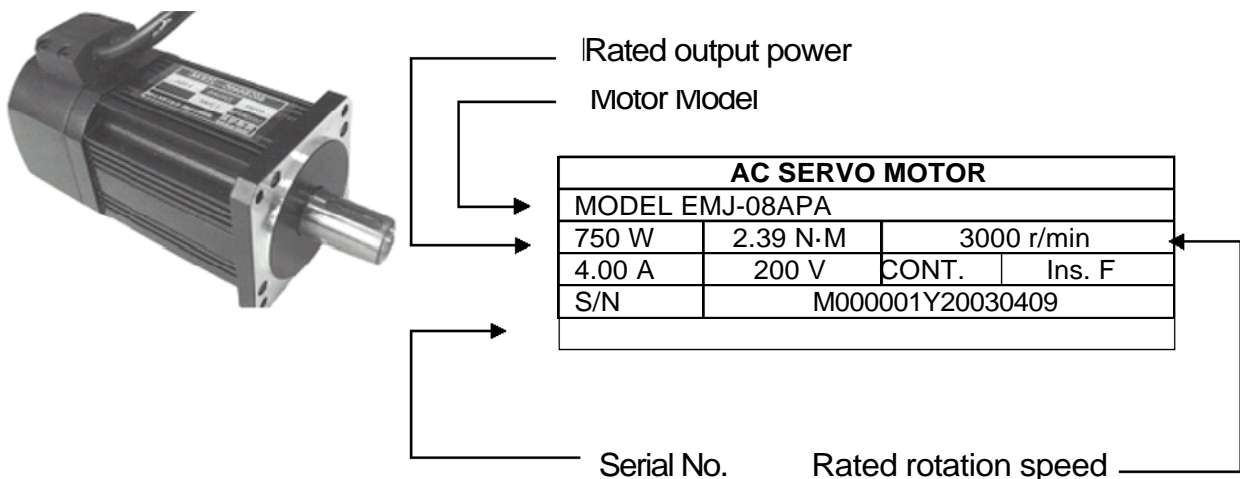 Rated output power
Motor Model
AC SERVO MOTOR
MODEL EMJ-08APA
750 W 2.39 N·M 3000 r/min
4.00 A 200 V CONT. Ins. F
S/N M000001Y20030409
Serial No. Rated rotation speed